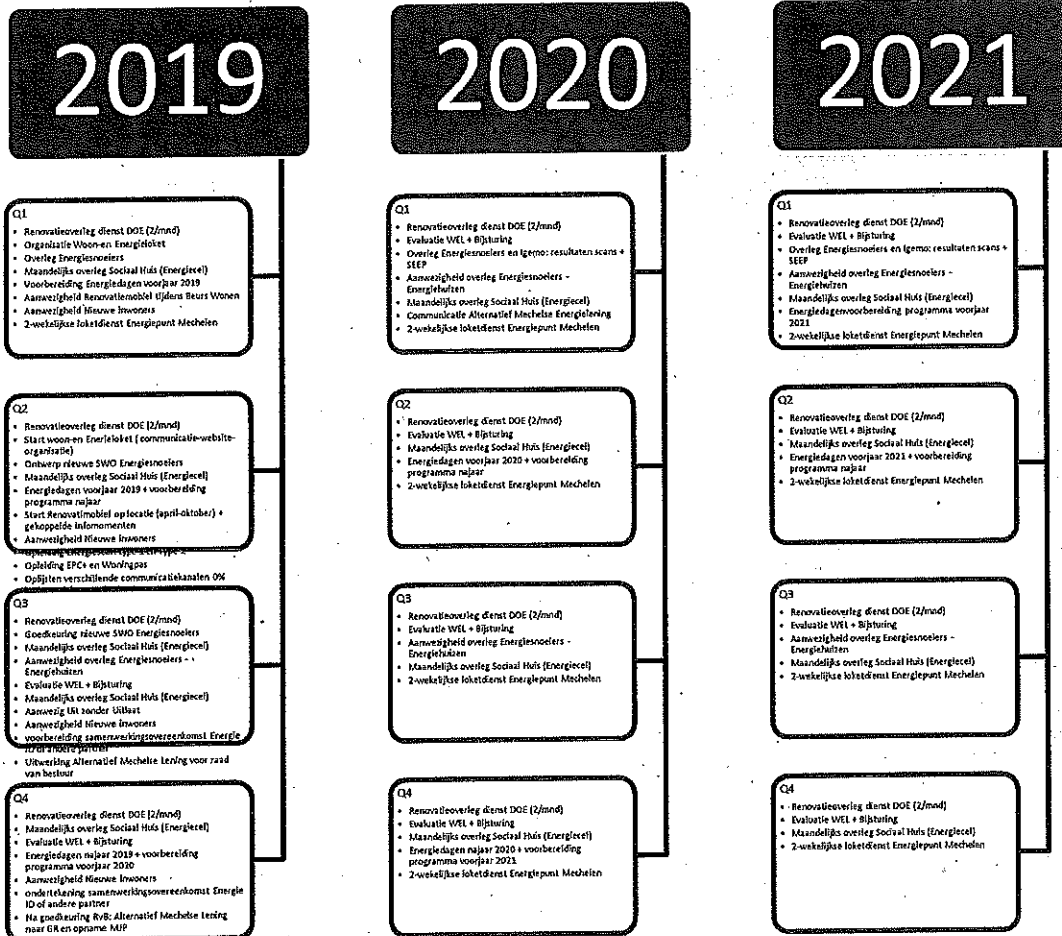 2019
Q1
• Renovatieoverleg dienst DOE (2/mnd)
• Organisatie Woon-en Energieloket
• Overleg Energiesnoeiers
• Maandelijks overleg Sociaal Huis (Energiecel)
• Voorbereiding Energiedagen voorjaar 2019
• Aanwezigheid Renovatiemobiel tijdens Beurs Wonen
• Aanwezigheid Nieuwe Inwoners
• 2-wekelijkse loketdienst Energiepunt Mechelen
Q2
• Renovatieoverleg dienst DOE (2/mnd)
• Start woon-en Enerieloket ( communicatie-website-
organisatie)
• Ontwerp nieuwe SWO Energiesnoeiers
• Maandelijks overleg Sociaal Huis (Energiecel)
• Energiedagen voorjaar 2019 + voorbereiding
programma najaar
• Start Renovatimobiel op locatie (april-oktober) +
gekoppelde infomomenten
• Aanwezigheid Nieuwe Inwoners
• Opleiding Energiescan type 1 en type 2
• Opleiding EPC+ en Woningpas
• Oplijsten verschillende communicatiekanalen 0%
Q3
• Renovatieoverleg dienst DOE (2/mnd)
• Goedkeuring nieuwe SWO Energiesnoeiers
• Maandelijks overleg Sociaal Huis (Energiecel)
• Aanwezigheid overleg Energiesnoeiers -
Energiehuizen
• Evaluatie WEL + Bijsturing
• Maandelijks overleg Sociaal Huis (Energiecel)
• Aanwezig Uit zonder Uitlaat
• Aanwezigheid Nieuwe Inwoners
• voorbereiding samenwerkingsovereenkomst Energie
ID of andere partner
• Uitwerking Alternatief Mechelse Lening voor raad
van bestuur
Q4
• Renovatieoverleg dienst DOE (2/mnd)
• Maandelijks overleg Sociaal Huis (Energiecel)
• Evaluatie WEL + Bijsturing
• Energiedagen najaar 2019 + voorbereiding
programma voorjaar 2020
• Aanwezigheid Nieuwe Inwoners
• ondertekening samenwerkingsovereenkomst Energie
ID of andere partner
• Na goedkeuring RvB: Alternatief Mechelse Lening
naar GR en opname MJP
2020
Q1
• Renovatieoverleg dienst DOE (2/mnd)
• Evaluatie WEL + Bijsturing
• Overleg Energiesnoeiers en Igemo: resultaten scans +
SEEP
• Aanwezigheid overleg Energiesnoeiers –
Energiehuizen
• Maandelijks overleg Sociaal Huis (Energiecel)
• Communicatie Alternatief Mechelse Energielening
• 2-wekelijkse loketdienst Energiepunt Mechelen
Q2
• Renovatieoverleg dienst DOE (2/mnd)
• Evaluatie WEL + Bijsturing
• Maandelijks overleg Sociaal Huis (Energiecel)
• Energiedagen voorjaar 2020 + voorbereiding
programma najaar
• 2-wekelijkse loketdienst Energiepunt Mechelen
Q3
• Renovatieoverleg dienst DOE (2/mnd)
• Evaluatie WEL + Bijsturing
• Aanwezigheid overleg Energiesnoeiers –
Energiehuizen
• Maandelijks overleg Sociaal Huis (Energiecel)
• 2-wekelijkse loketdienst Energiepunt Mechelen
Q4
• Renovatieoverleg dienst DOE (2/mnd)
• Evaluatie WEL + Bijsturing
• Maandelijks overleg Sociaal Huis (Energiecel)
• Energiedagen najaar 2020 + voorbereiding
programma voorjaar 2021
• 2-wekelijkse loketdienst Energiepunt Mechelen
2021
Q1
• Renovatieoverleg dienst DOE (2/mnd)
• Evaluatie WEL + Bijsturing
• Overleg Energiesnoeiers en Igemo: resultaten scans +
SEEP
• Aanwezigheid overleg Energiesnoeiers –
Energiehuizen
• Maandelijks overleg Sociaal Huis (Energiecel)
• Energiedagenvoorbereiding programma voorjaar
2021
• 2-wekelijkse loketdienst Energiepunt Mechelen
Q2
• Renovatieoverleg dienst DOE (2/mnd)
• Evaluatie WEL + Bijsturing
• Maandelijks overleg Sociaal Huis (Energiecel)
• Energiedagen voorjaar 2021 + voorbereiding
programma najaar
• 2-wekelijkse loketdienst Energiepunt Mechelen
Q3
• Renovatieoverleg dienst DOE (2/mnd)
• Evaluatie WEL + Bijsturing
• Aanwezigheid overleg Energiesnoeiers –
Energiehuizen
• Maandelijks overleg Sociaal Huis (Energiecel)
• 2-wekelijkse loketdienst Energiepunt Mechelen
Q4
• Renovatieoverleg dienst DOE (2/mnd)
• Evaluatie WEL + Bijsturing
• Maandelijks overleg Sociaal Huis (Energiecel)
• 2-wekelijkse loketdienst Energiepunt Mechelen